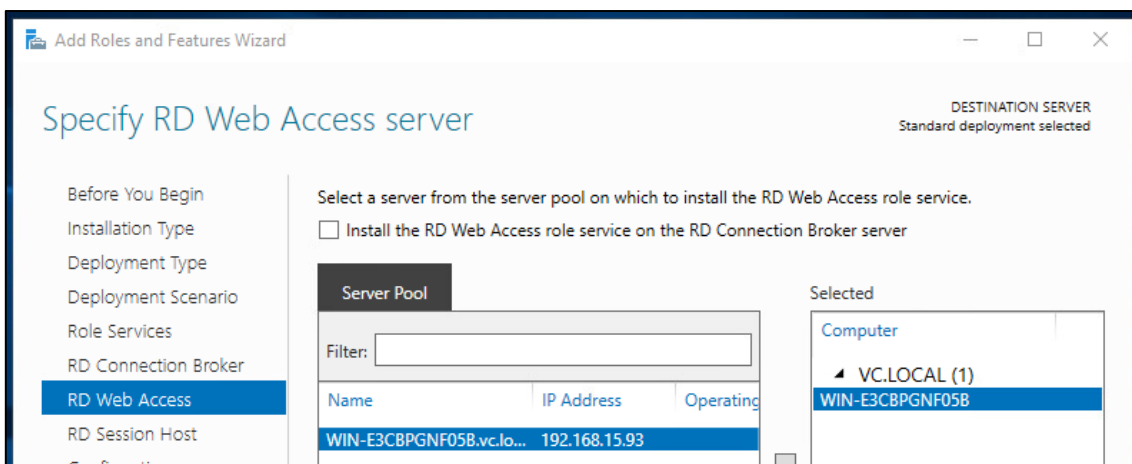 Add Roles and Features Wizard
Specify RD Web Access server
DESTINATION SERVER
Standard deployment selected
Before You Begin
Installation Type
Deployment Type
Deployment Scenario
Role Services
RD Connection Broker
RD Web Access
RD Session Host
Select a server from the server pool on which to install the RD Web Access role service.
Install the RD Web Access role service on the RD Connection Broker server
Server Pool
Filter:
Name IP Address Operating
WIN-E3CBPGNF05B.vc.lo... 192.168.15.93
Selected
Computer
VC.LOCAL (1)
WIN-E3CBPGNF05B